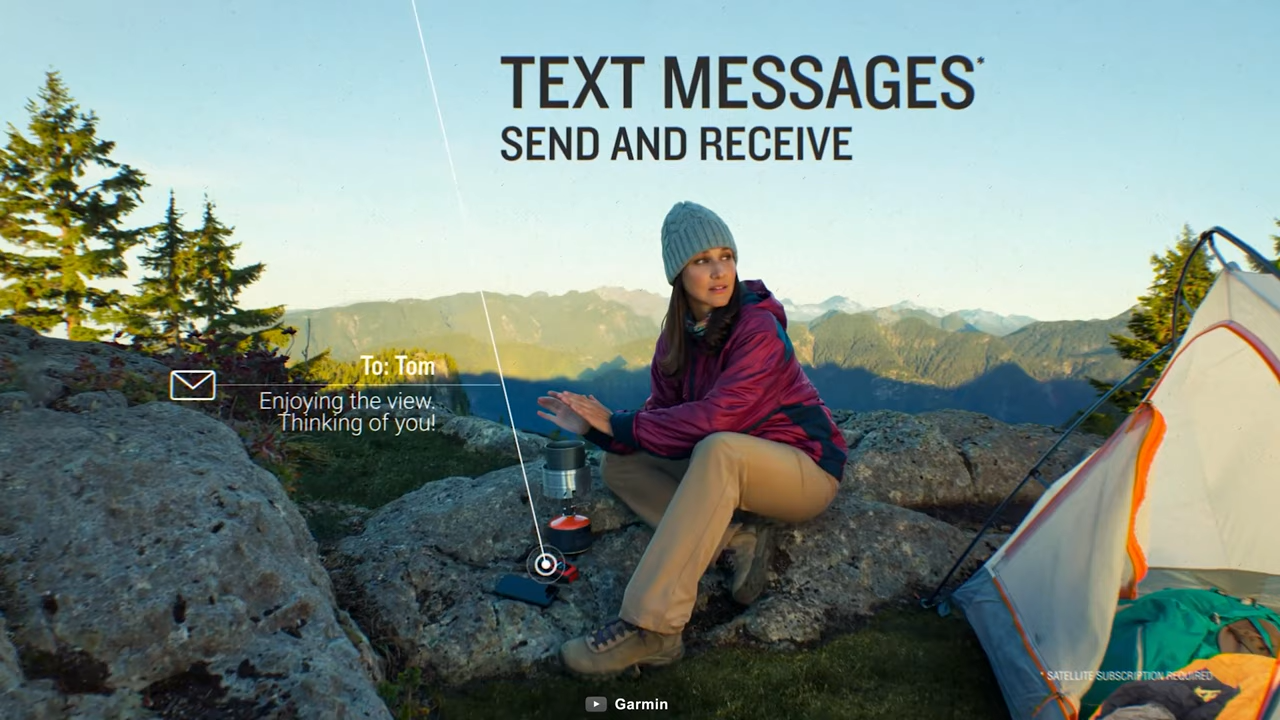 TEXT MESSAGES*
SEND AND RECEIVE
To: Tom
Enjoying the view.
Thinking of you!
* SATELLITE SUBSCRIPTION REQUIRED
Garmin